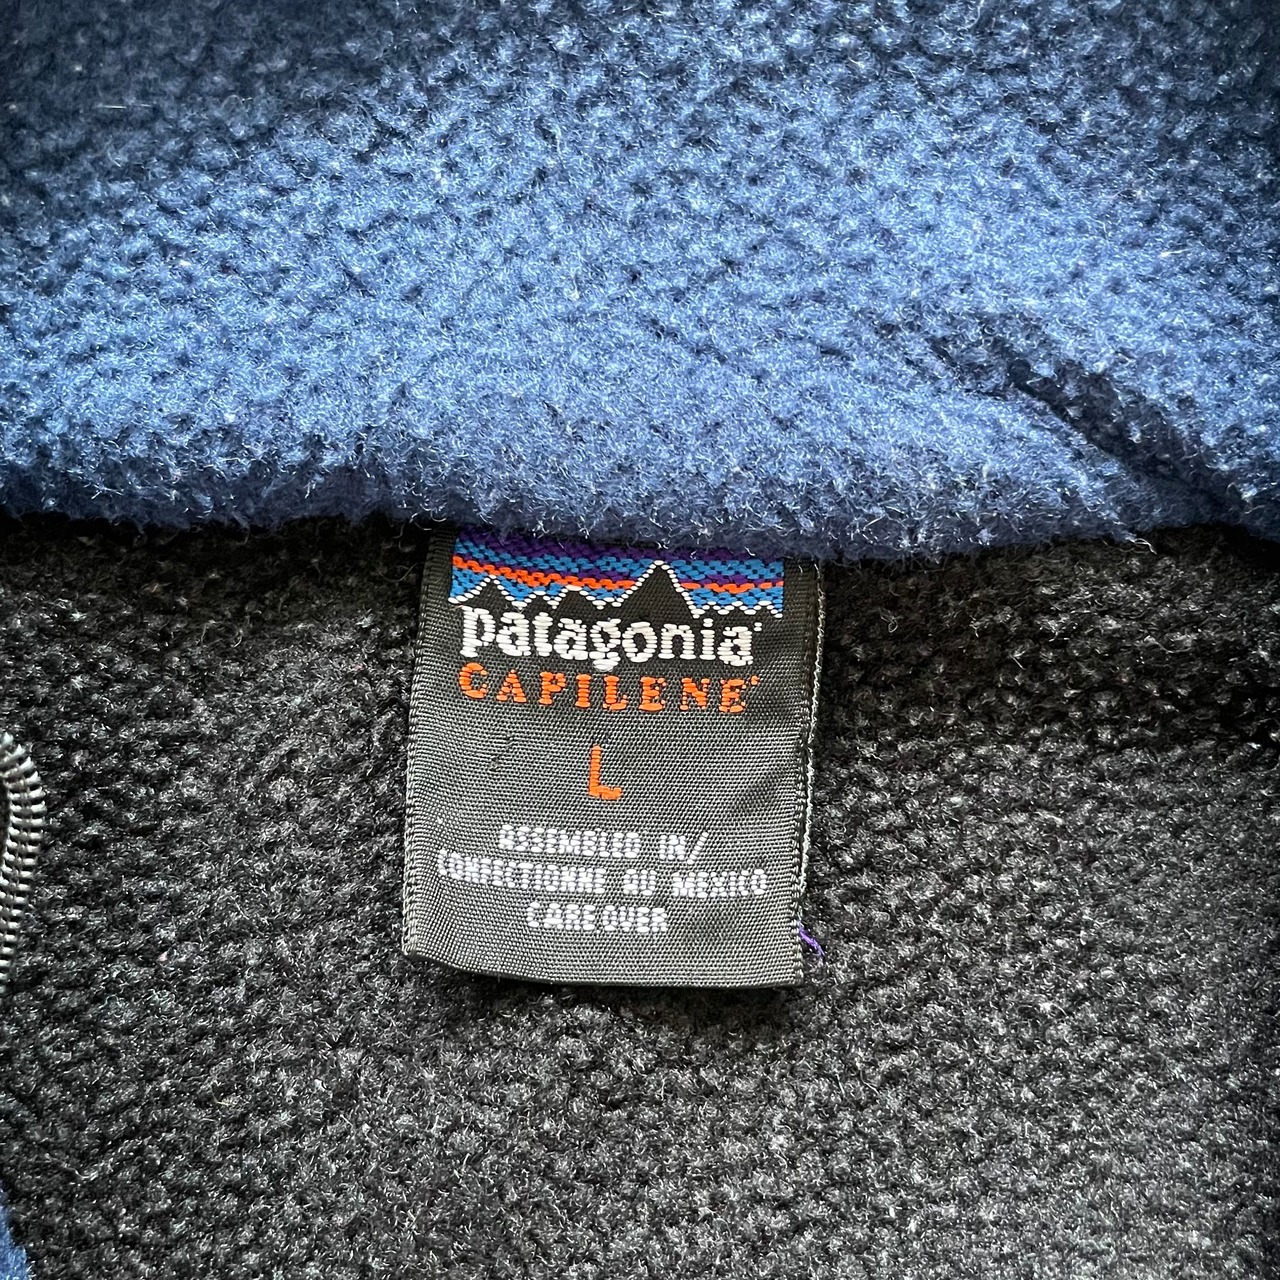 patagonia®
CAPILENE®
L
ASSEMBLED IN/
CONFECTIONNE AU MEXICO
CARE OVER